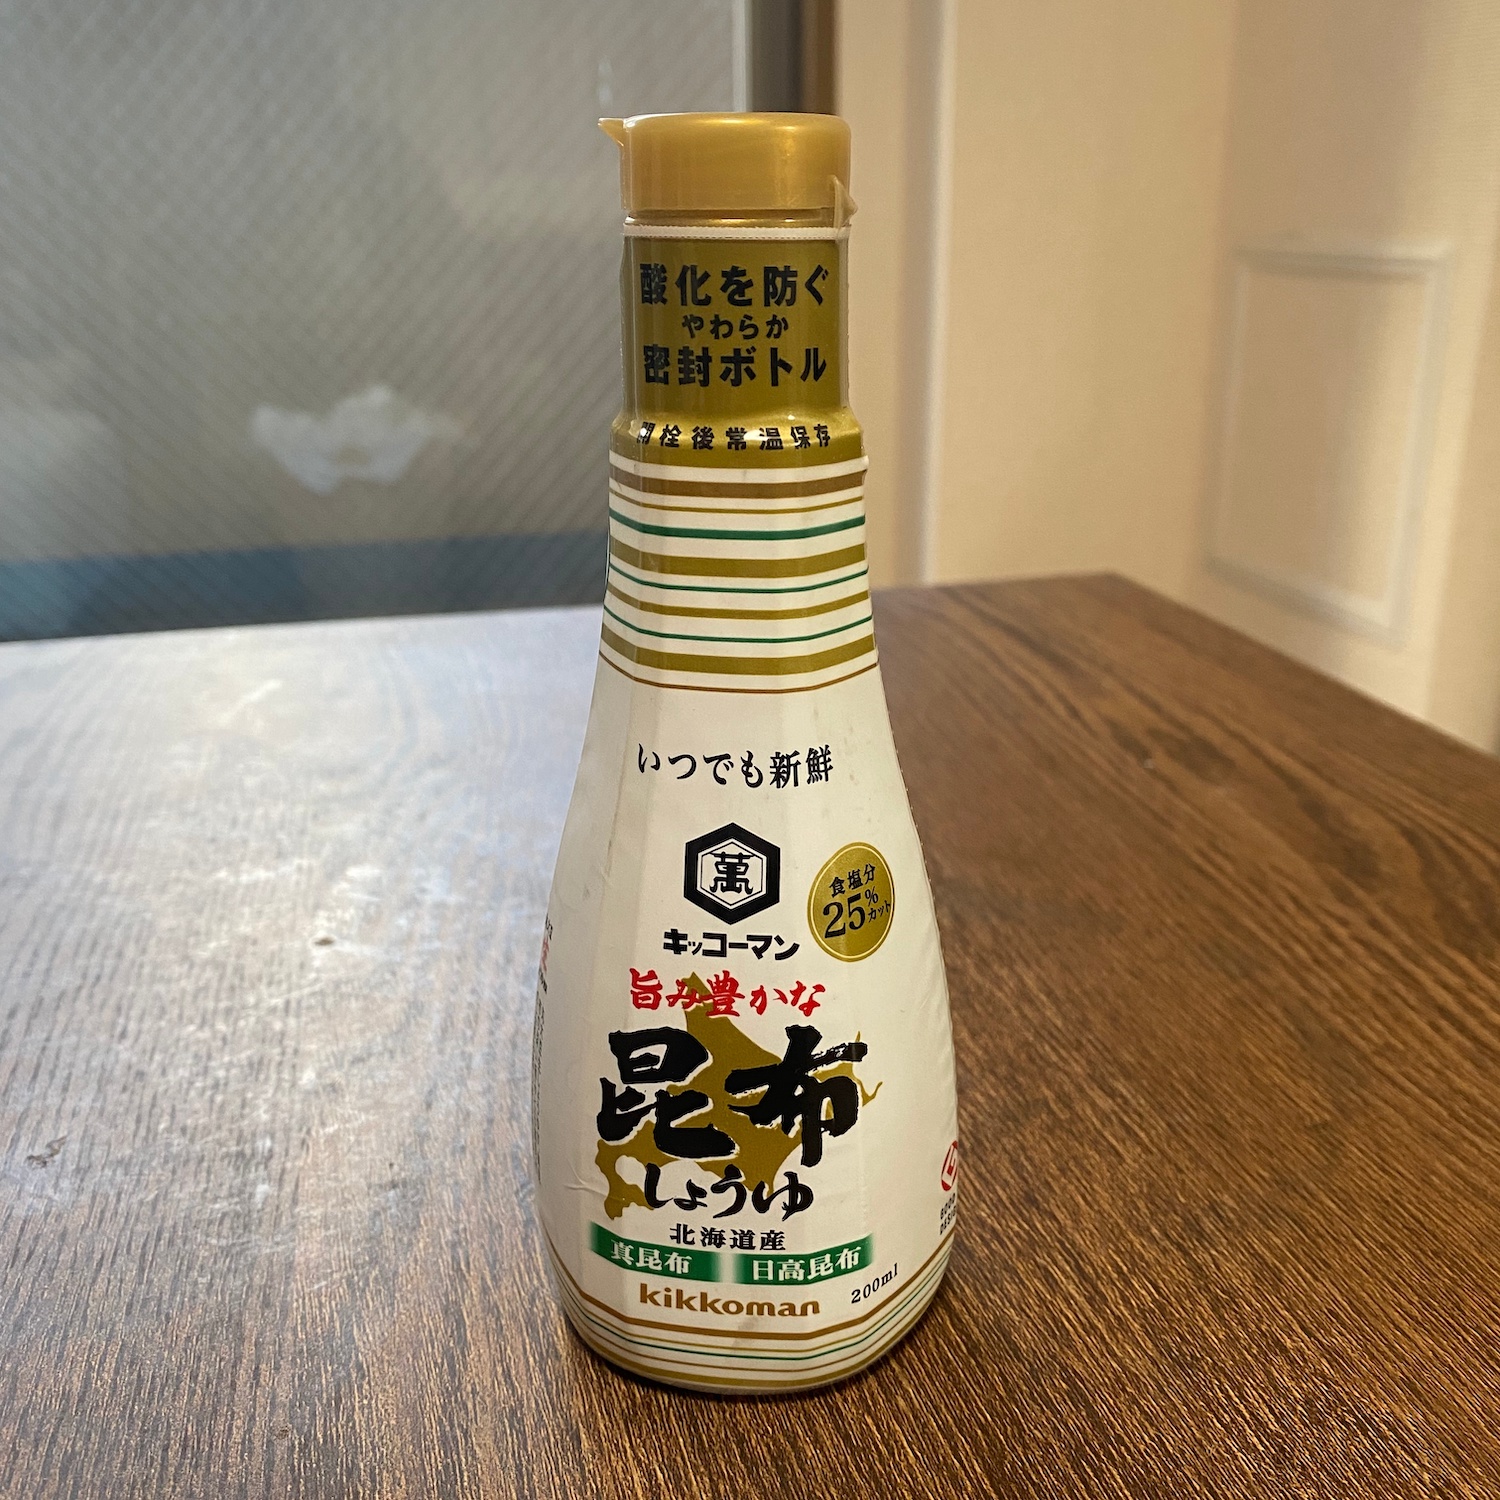 酸化を防ぐ
やわらか
密封ボトル
開栓後常温保存
いつでも新鮮
萬
キッコーマン
食塩分
25%カット
旨み豊かな
昆布
しょうゆ
北海道産
真昆布 日高昆布
kikkoman
200ml